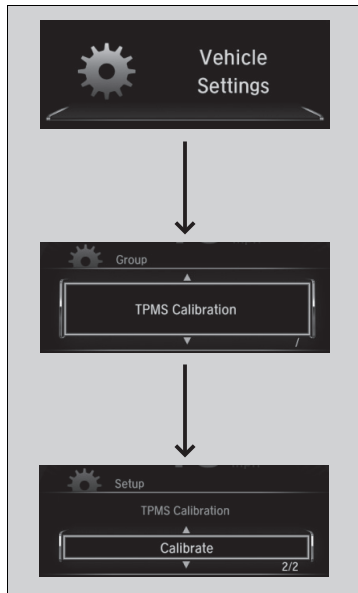 Vehicle
Settings
Group
TPMS Calibration
/
Setup
TPMS Calibration
Calibrate
2/2